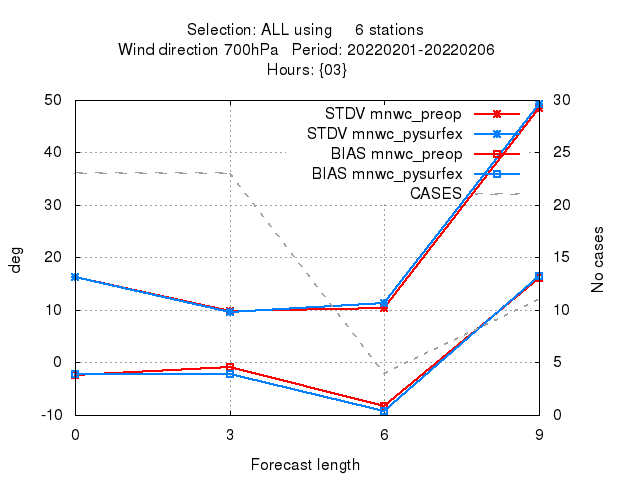 Selection: ALL using 6 stations
Wind direction 700hPa Period: 20220201-20220206
Hours: {03}
50 30
STDV mnwc_preop
STDV mnwc_pysurfex
40 25
BIAS mnwc_preop
BIAS mnwc_pysurfex
CASES
30 20
20 15
deg
No cases
10 10
0 5
-10 0
0 3 6 9
Forecast length